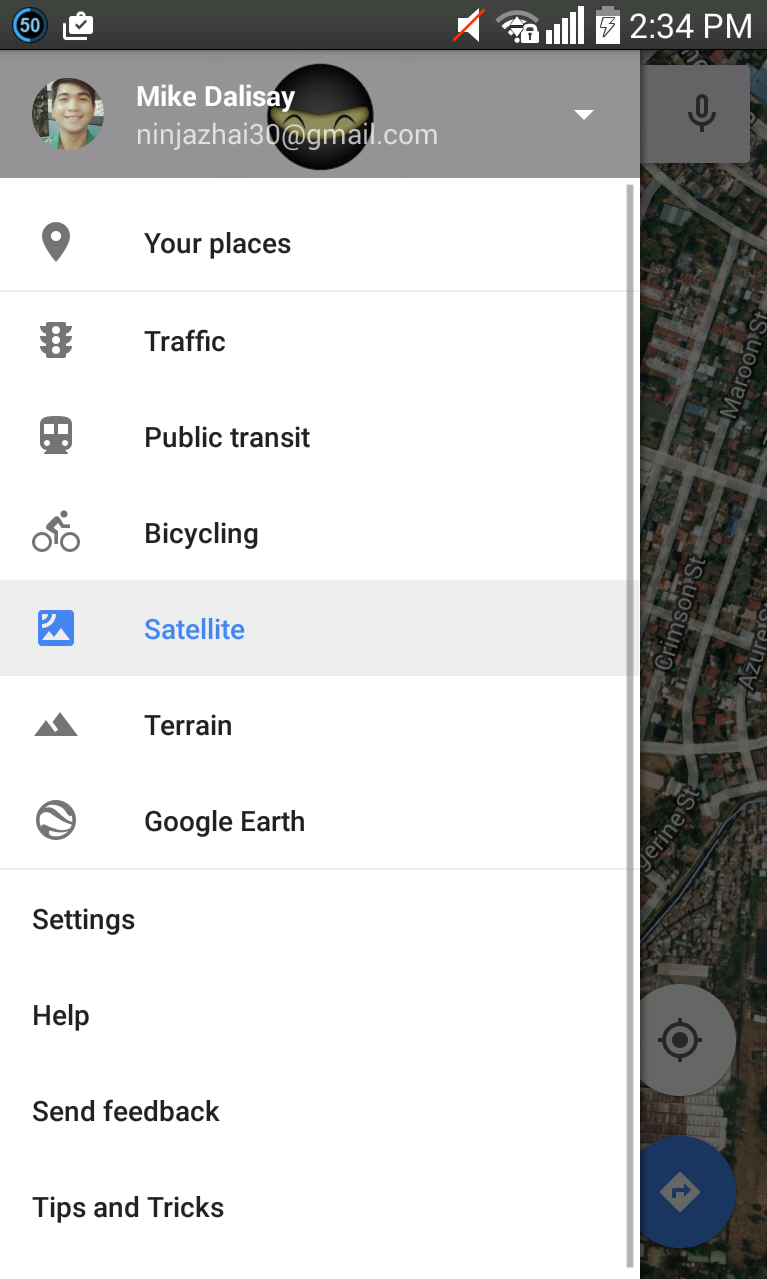 50
2:34 PM
Mike Dalisay
ninjazhai30@gmail.com
Your places
Traffic
Public transit
Bicycling
Satellite
Terrain
Google Earth
Settings
Help
Send feedback
Tips and Tricks
Maroon St
Crimson St
Azure S
gerine St